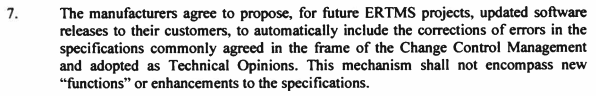 7. The manufacturers agree to propose, for future ERTMS projects, updated software
releases to their customers, to automatically include the corrections of errors in the
specifications commonly agreed in the frame of the Change Control Management
and adopted as Technical Opinions. This mechanism shall not encompass new
“functions” or enhancements to the specifications.